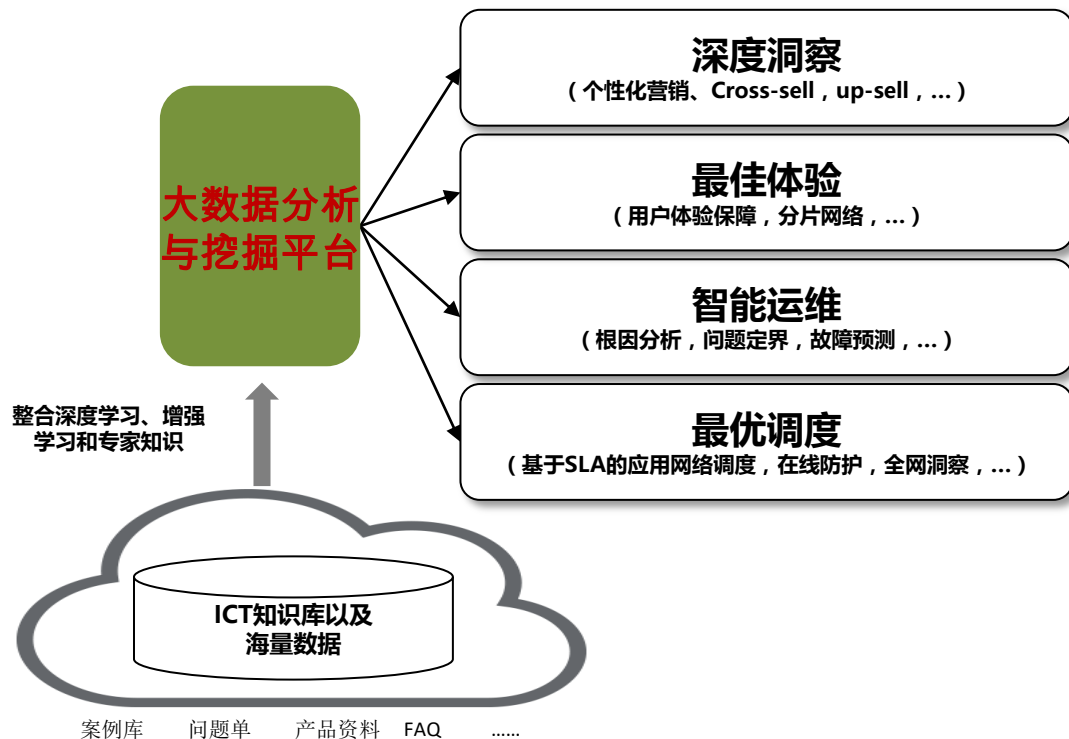 深度洞察
（个性化营销、Cross-sell，up-sell，...）
最佳体验
（用户体验保障，分片网络，...）
大数据分析
与挖掘平台
智能运维
（根因分析，问题定界，故障预测，...）
最优调度
（基于SLA的应用网络调度，在线防护，全网洞察，...）
整合深度学习、增强
学习和专家知识
ICT知识库以及
海量数据
案例库 问题单 产品资料 FAQ ......